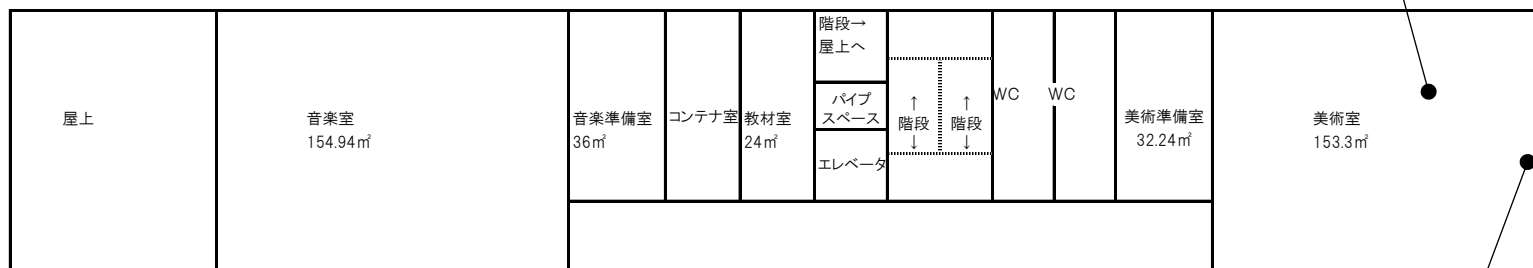 屋上
音楽室
154.94㎡
音楽準備室
36㎡
コンテナ室
教材室
24㎡
階段→
屋上へ
パイプ
スペース
エレベータ
↑
階段
↓
↑
階段
↓
WC
WC
美術準備室
32.24㎡
美術室
153.3㎡